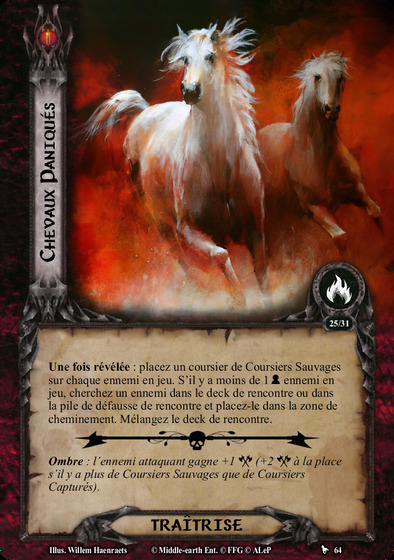 Chevaux Paniqués
25/31
Une fois révélée : placez un coursier de Coursiers Sauvages
sur chaque ennemi en jeu. S'il y a moins de 1 ennemi en
jeu, cherchez un ennemi dans le deck de rencontre ou dans
la pile de défausse de rencontre et placez-le dans la zone de
cheminement. Mélangez le deck de rencontre.
Ombre : l'ennemi attaquant gagne +1 (+2 à la place
s'il y a plus de Coursiers Sauvages que de Coursiers
Capturés).
TRAÎTRISE
Illus. Willem Haenraets © Middle-earth Ent. © FFG © ALeP 64